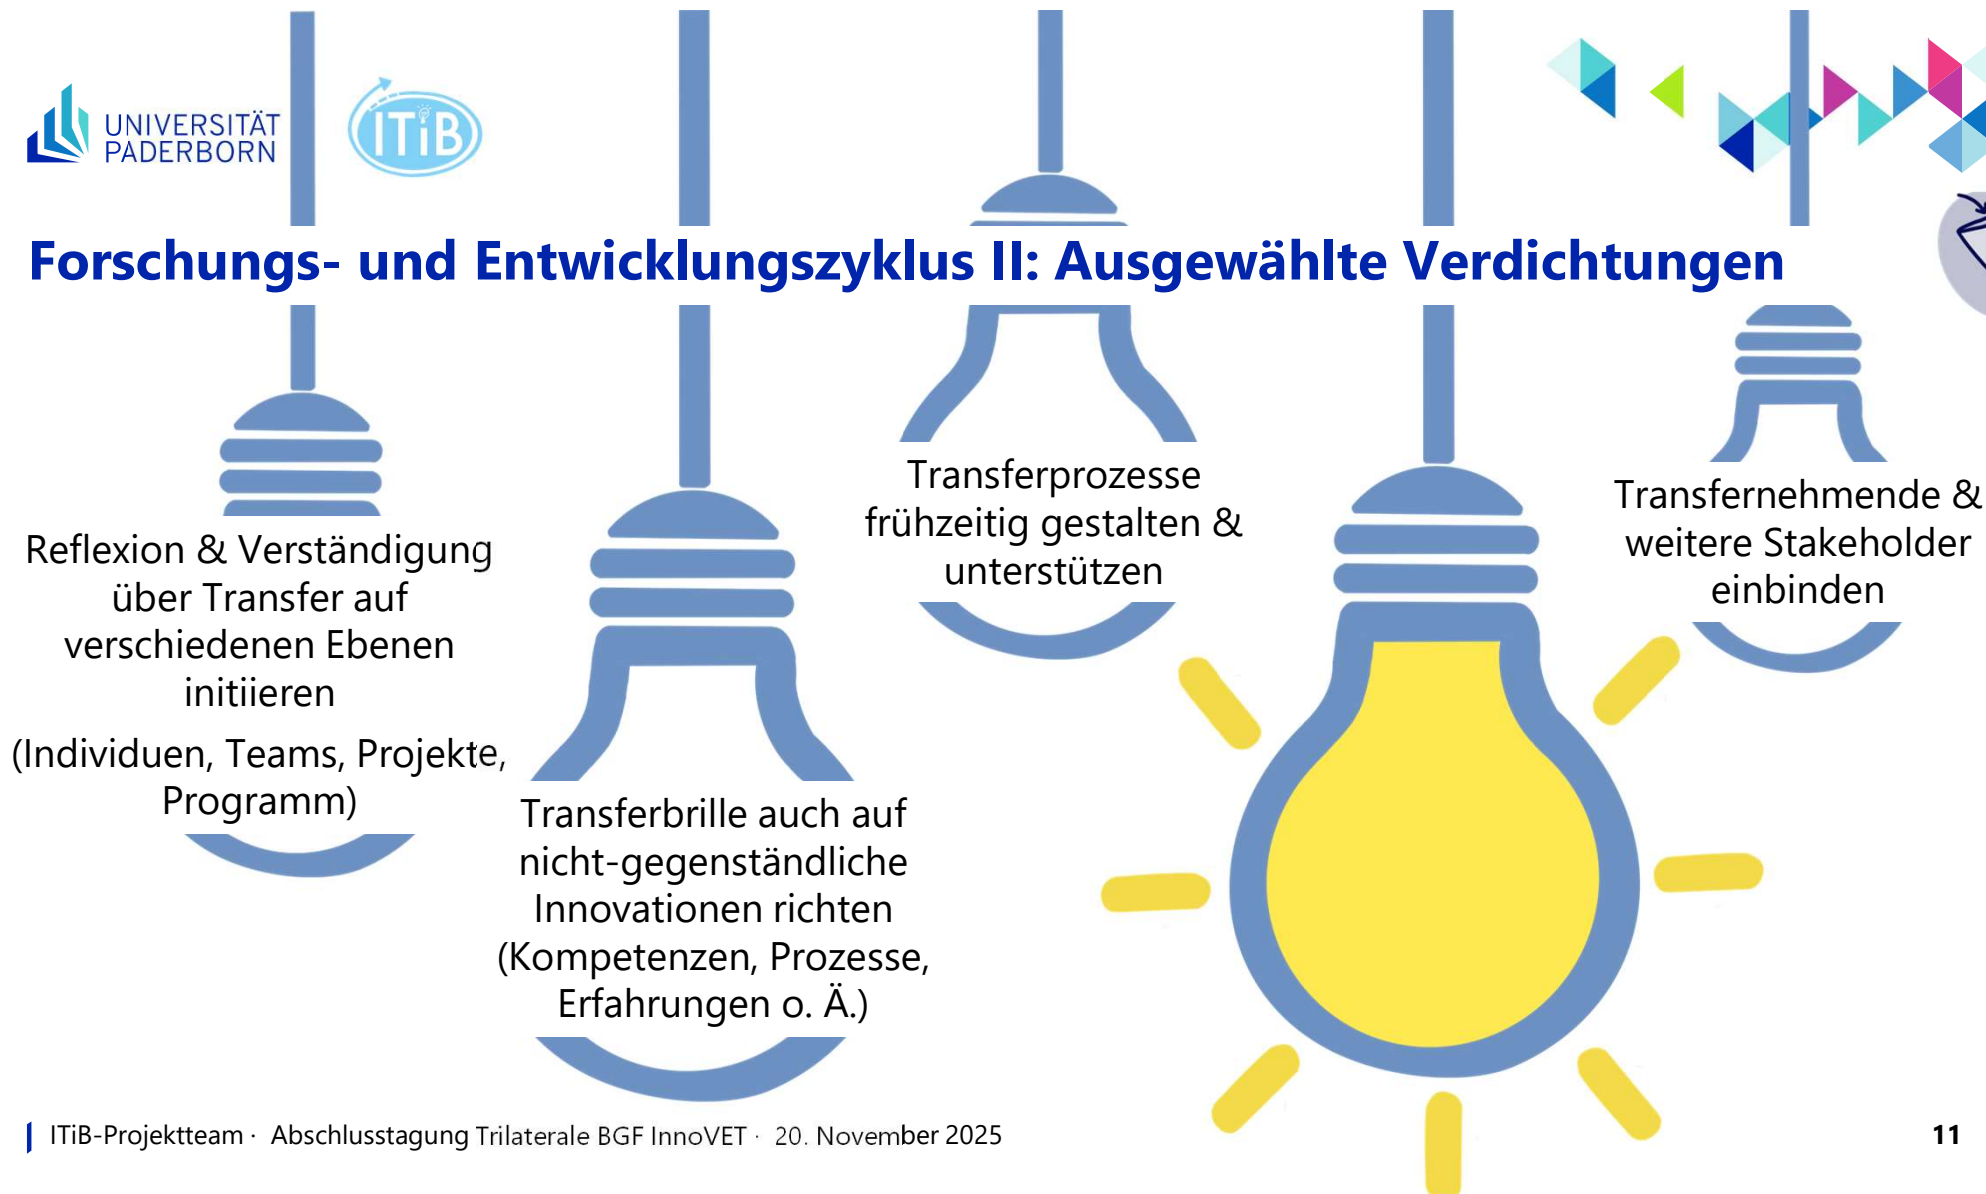 UNIVERSITÄT
PADERBORN
ITiB
Forschungs- und Entwicklungszyklus II: Ausgewählte Verdichtungen
Reflexion & Verständigung
über Transfer auf
verschiedenen Ebenen
initiieren
(Individuen, Teams, Projekte,
Programm)
Transferbrille auch auf
nicht-gegenständliche
Innovationen richten
(Kompetenzen, Prozesse,
Erfahrungen o. Ä.)
Transferprozesse
frühzeitig gestalten &
unterstützen
Transfernehmende &
weitere Stakeholder
einbinden
ITiB-Projektteam · Abschlusstagung Trilaterale BGF InnoVET · 20. November 2025
11